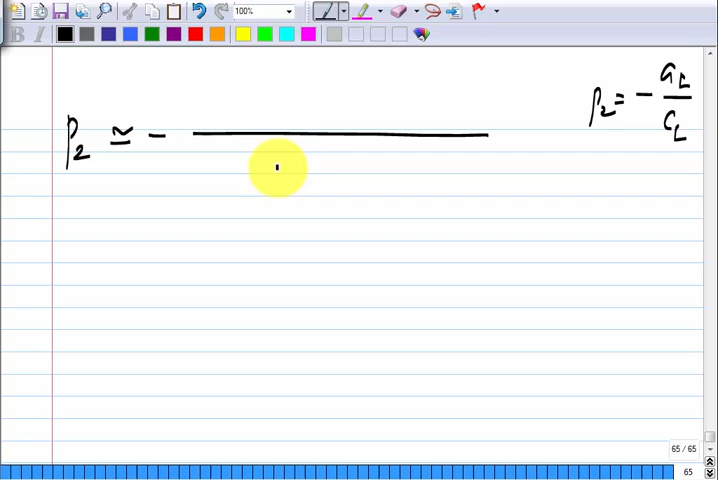 100%
B I
p₂ = - G_L / C_L
p₂ ≅ -
65 / 65
65